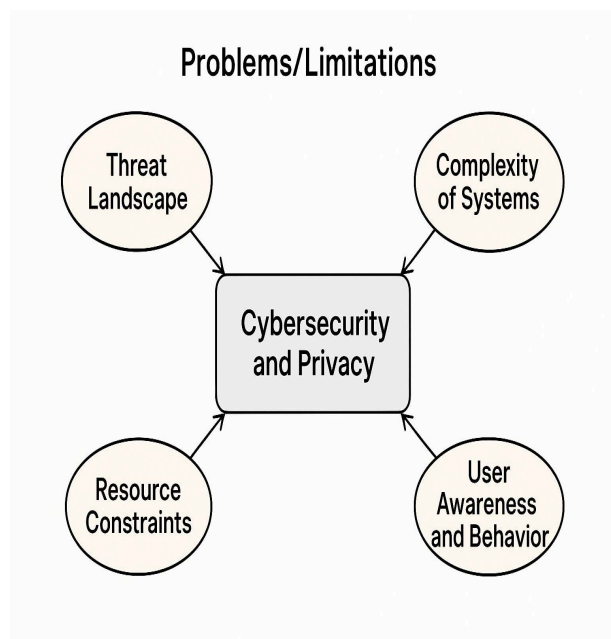 Problems/Limitations
Threat
Landscape
Complexity
of Systems
Cybersecurity
and Privacy
Resource
Constraints
User
Awareness
and Behavior